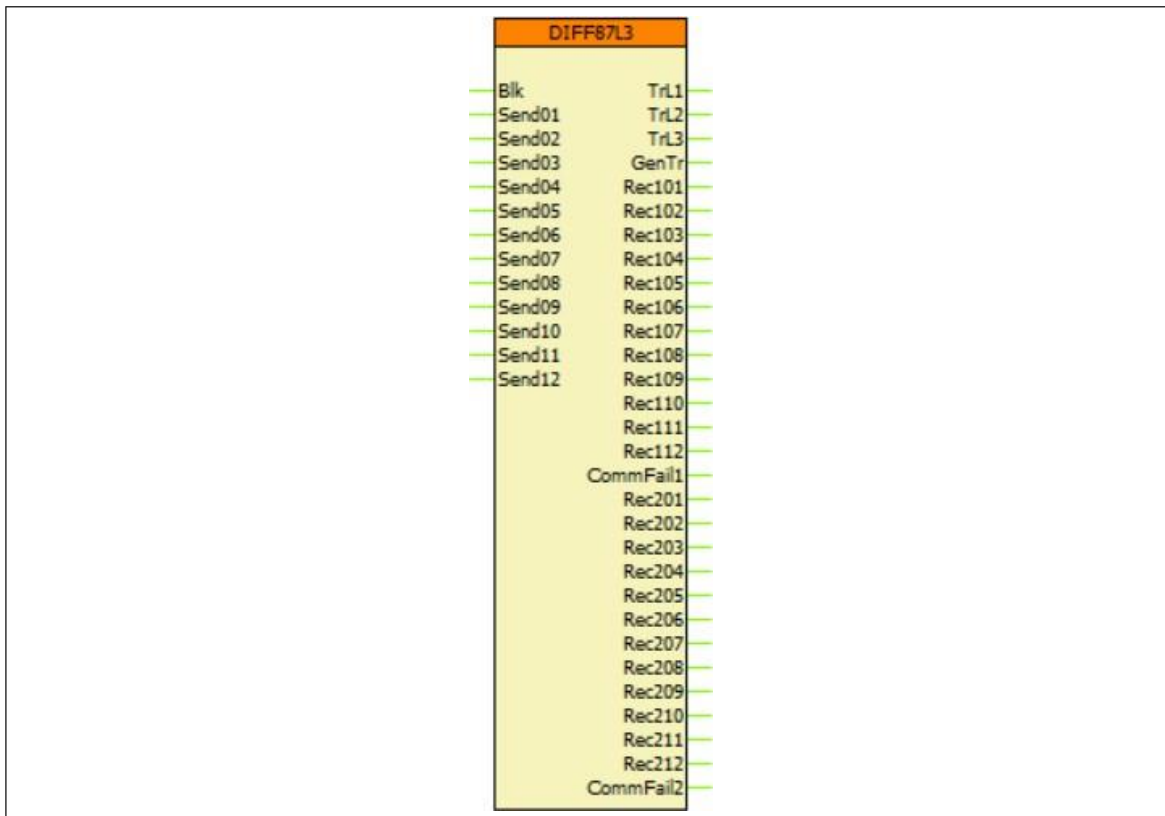 DIFF87L3
Blk TrL1
Send01 TrL2
Send02 TrL3
Send03 GenTr
Send04 Rec101
Send05 Rec102
Send06 Rec103
Send07 Rec104
Send08 Rec105
Send09 Rec106
Send10 Rec107
Send11 Rec108
Send12 Rec109
Rec110
Rec111
Rec112
CommFail1
Rec201
Rec202
Rec203
Rec204
Rec205
Rec206
Rec207
Rec208
Rec209
Rec210
Rec211
Rec212
CommFail2